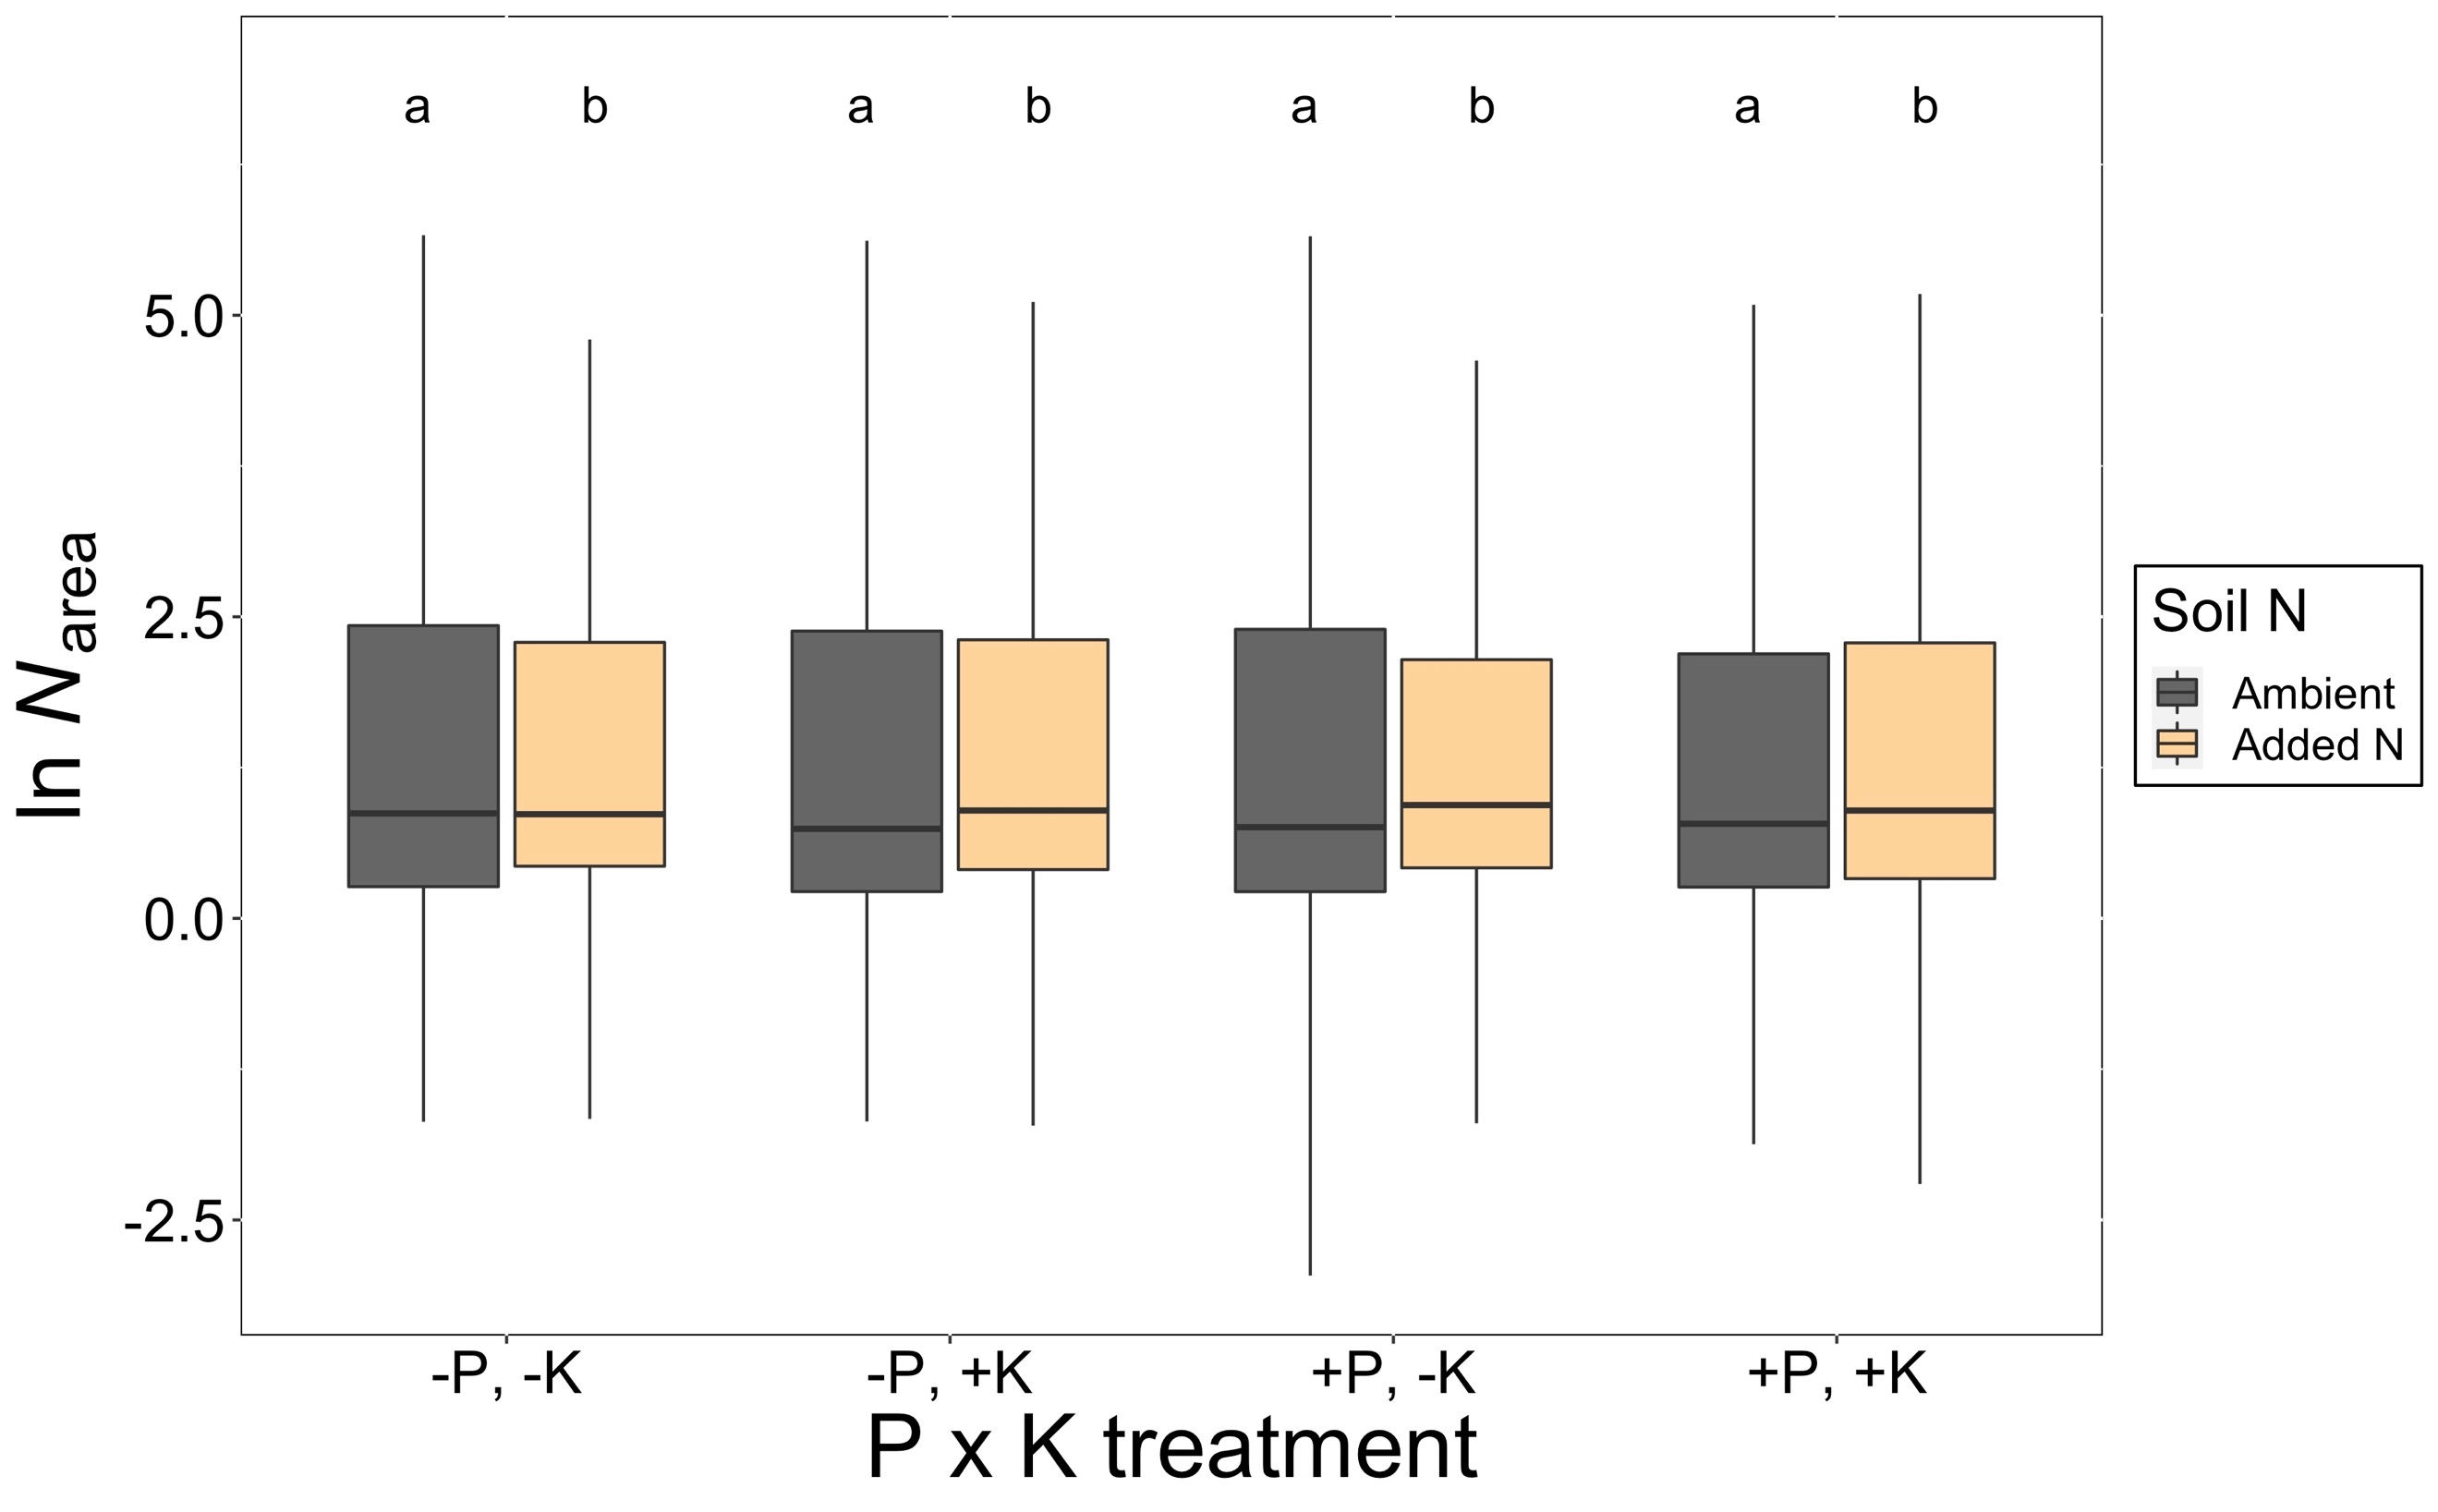 a b a b a b a b
5.0
2.5
0.0
-2.5
ln Narea
-P, -K -P, +K +P, -K +P, +K
P x K treatment
Soil N
Ambient
Added N